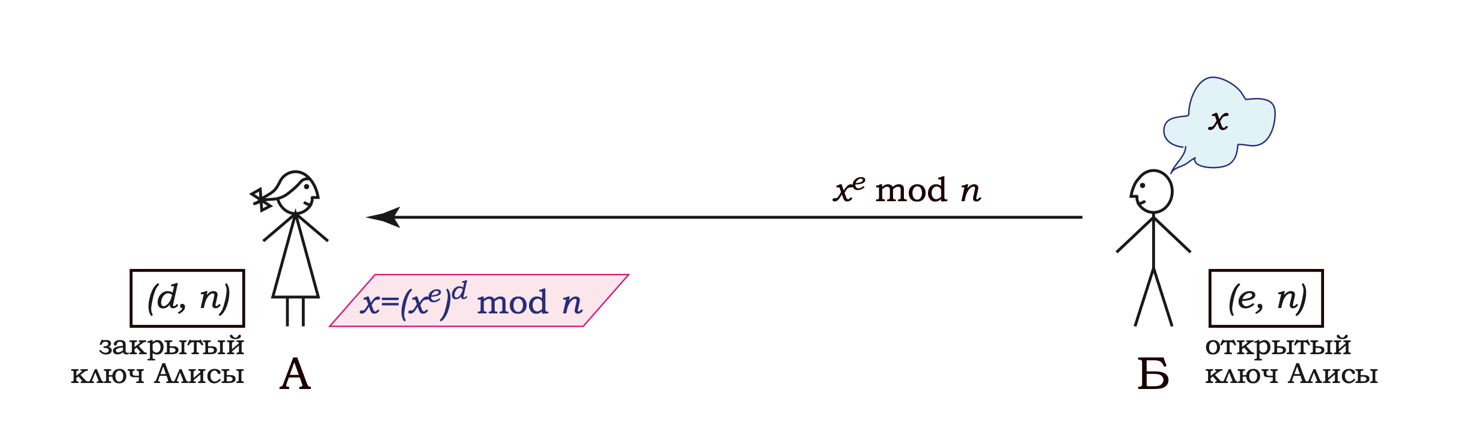 x
xᵉ mod n
(d, n)
x=(xᵉ)ᵈ mod n
(e, n)
закрытый
ключ Алисы
А
Б
открытый
ключ Алисы